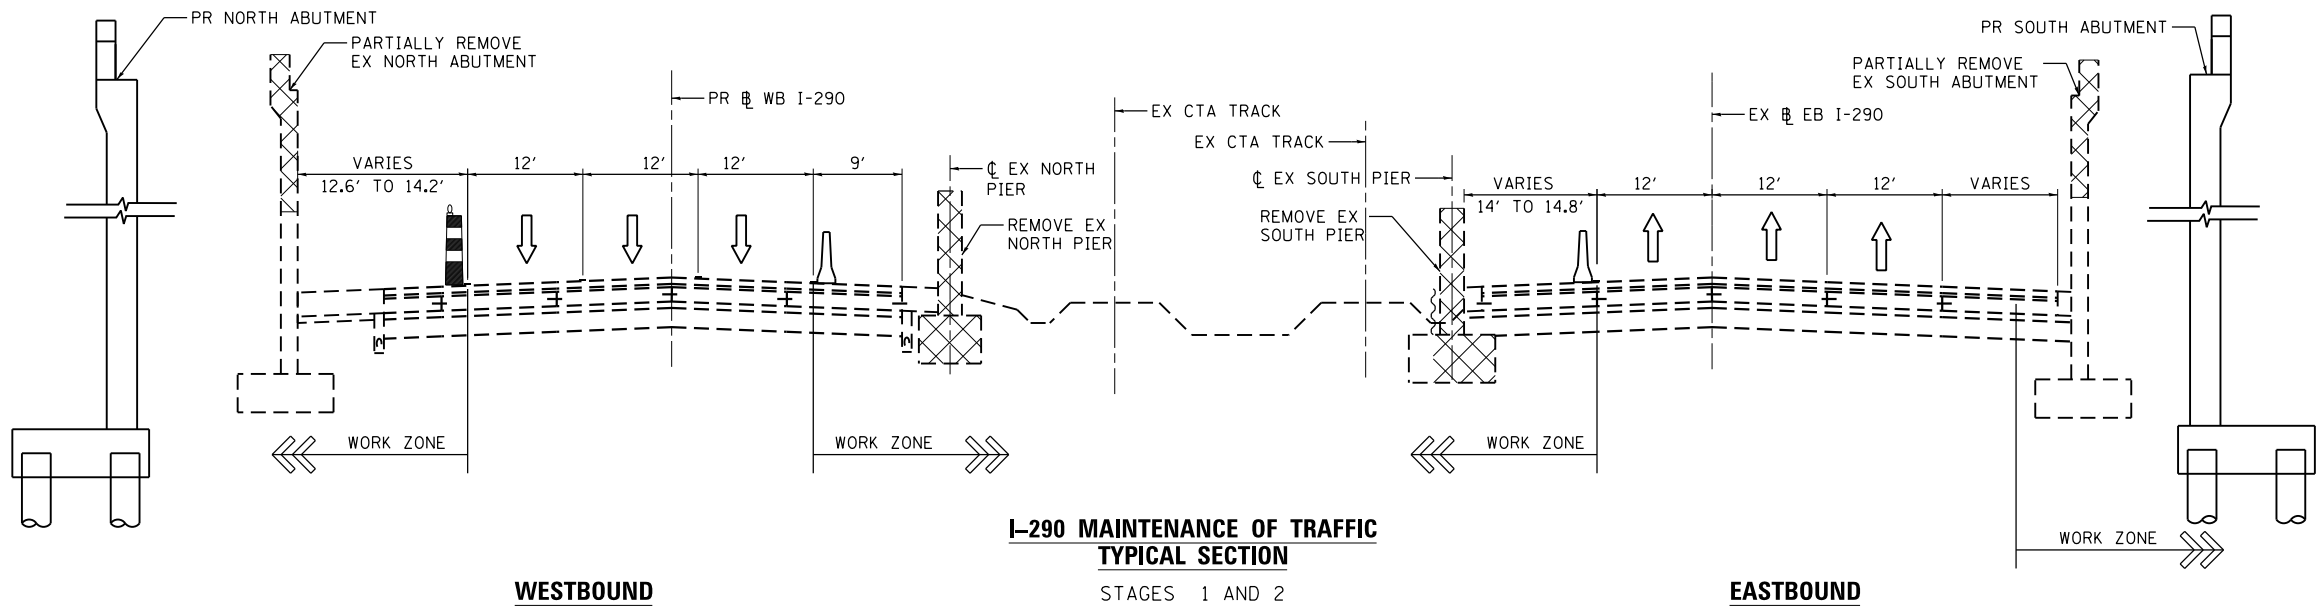 PR NORTH ABUTMENT
PARTIALLY REMOVE
EX NORTH ABUTMENT
PR ℄ WB I-290
EX CTA TRACK
EX CTA TRACK
PR SOUTH ABUTMENT
PARTIALLY REMOVE
EX SOUTH ABUTMENT
EX ℄ EB I-290
VARIES
12.6' TO 14.2'
12'
12'
12'
9'
℄ EX NORTH
PIER
REMOVE EX
NORTH PIER
℄ EX SOUTH PIER
REMOVE EX
SOUTH PIER
VARIES
14' TO 14.8'
12'
12'
12'
VARIES
WORK ZONE
WORK ZONE
WORK ZONE
WORK ZONE
I-290 MAINTENANCE OF TRAFFIC
TYPICAL SECTION
STAGES 1 AND 2
WESTBOUND
EASTBOUND